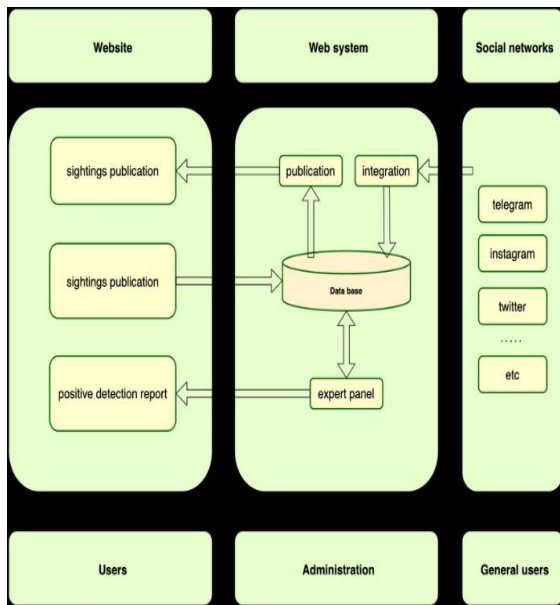 Website
Web system
Social networks
sightings publication
publication
integration
telegram
instagram
sightings publication
Data base
twitter
.....
positive detection report
expert panel
etc
Users
Administration
General users